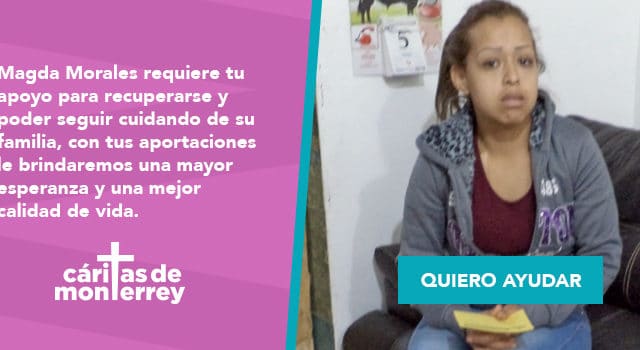 Magda Morales requiere tu
apoyo para recuperarse y
poder seguir cuidando de su
familia, con tus aportaciones
le brindaremos una mayor
esperanza y una mejor
calidad de vida.
cáritas de
monterrey
5
485
QUIERO AYUDAR